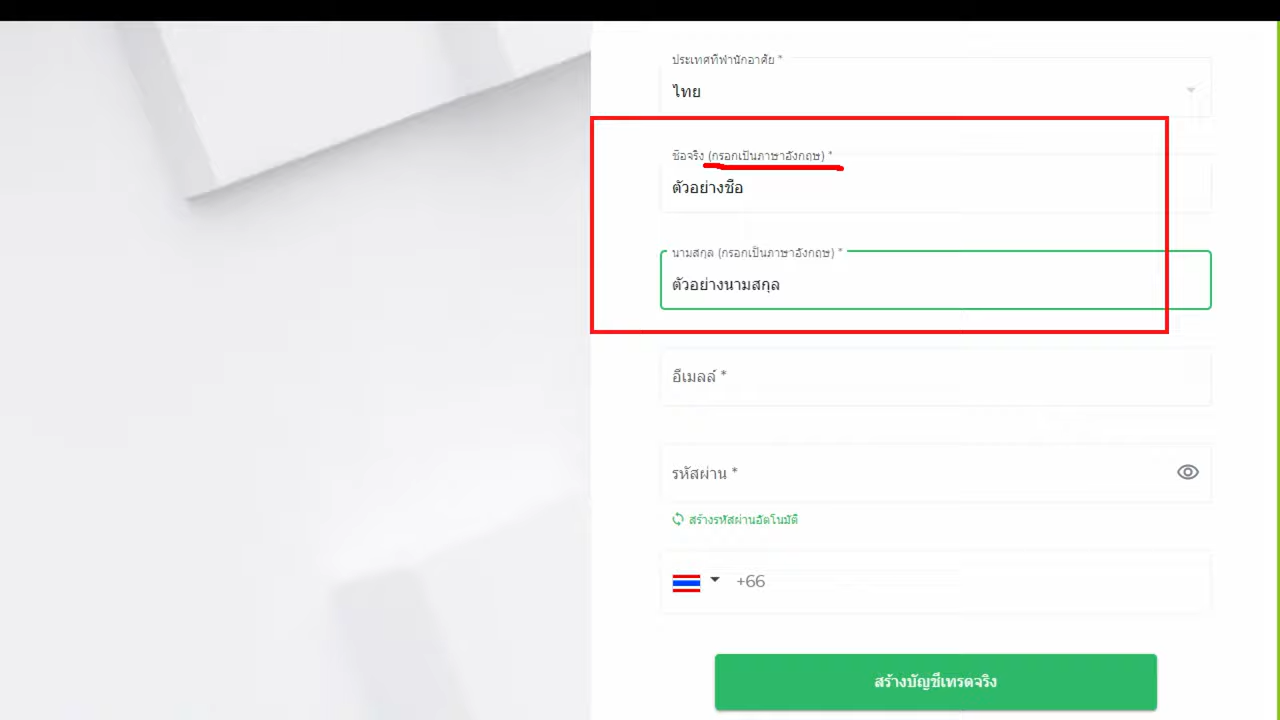 ประเทศที่พำนักอาศัย *
ไทย
ชื่อจริง (กรอกเป็นภาษาอังกฤษ) *
ตัวอย่างชื่อ
นามสกุล (กรอกเป็นภาษาอังกฤษ) *
ตัวอย่างนามสกุล
อีเมลล์ *
รหัสผ่าน *
สร้างรหัสผ่านอัตโนมัติ
+66
สร้างบัญชีเทรดจริง